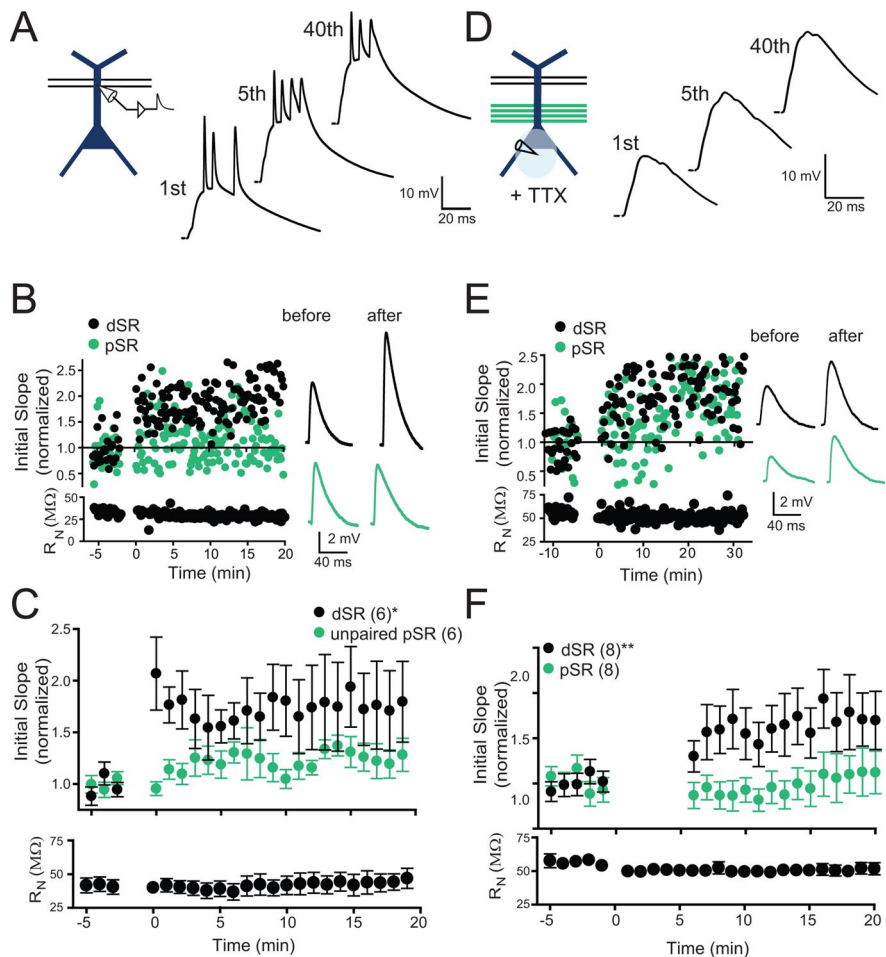 A
1st
5th
40th
10 mV
20 ms
D
+ TTX
1st
5th
40th
10 mV
20 ms
B
dSR
pSR
before
after
Initial Slope
(normalized)
2.5
2.0
1.5
1.0
0.5
R_N (MΩ)
50
25
0
-5
0
5
10
15
20
Time (min)
2 mV
40 ms
E
dSR
pSR
before
after
Initial Slope
(normalized)
2.5
2.0
1.5
1.0
0.5
R_N (MΩ)
75
50
25
0
-10
0
10
20
30
Time (min)
2 mV
40 ms
C
dSR (6)*
unpaired pSR (6)
Initial Slope
(normalized)
2.5
2.0
1.5
1.0
R_N (MΩ)
75
50
25
-5
0
5
10
15
20
Time (min)
F
dSR (8)**
pSR (8)
Initial Slope
(normalized)
2.0
1.5
1.0
R_N (MΩ)
75
50
25
-5
0
5
10
15
20
Time (min)